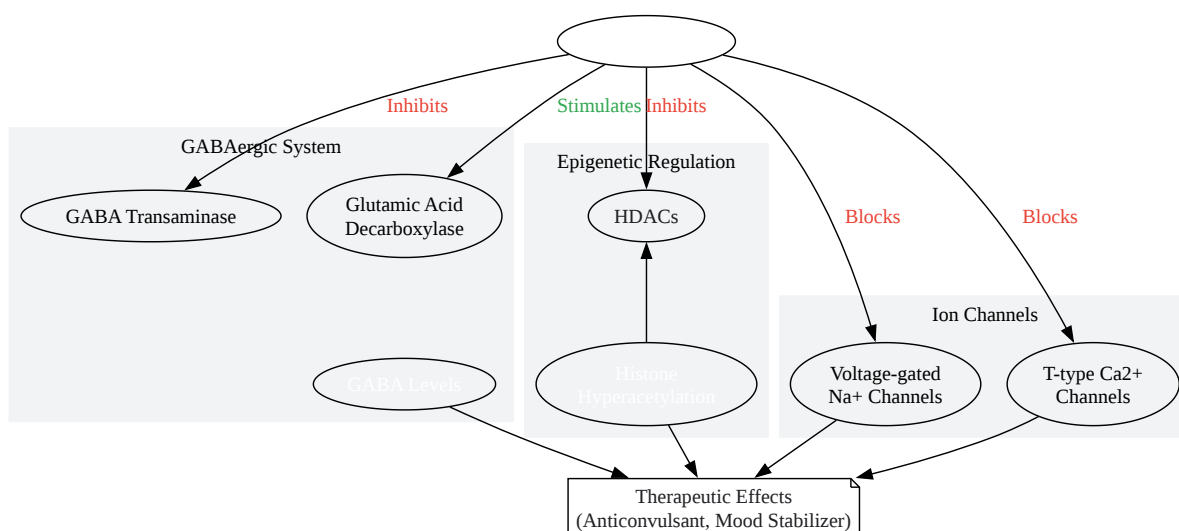 Inhibits
Stimulates
Inhibits
GABAergic System
Epigenetic Regulation
GABA Transaminase
Glutamic Acid
Decarboxylase
HDACs
Blocks
Blocks
Ion Channels
GABA Levels
Histone
Hyperacetylation
Voltage-gated
Na+ Channels
T-type Ca2+
Channels
Therapeutic Effects
(Anticonvulsant, Mood Stabilizer)